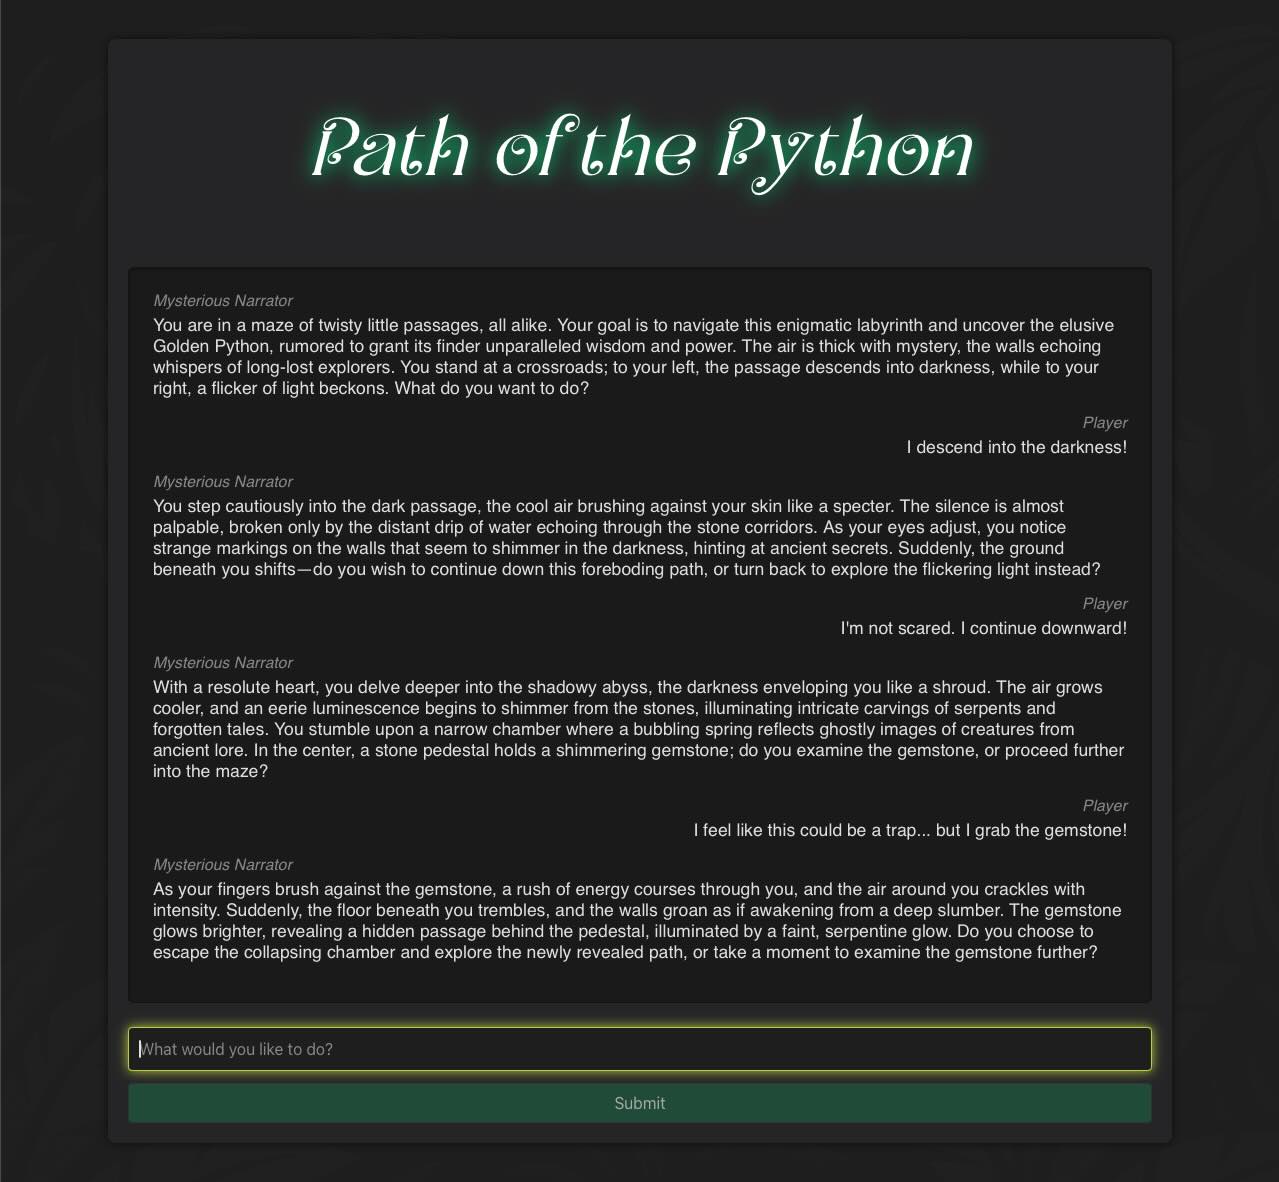 Path of the Python
Mysterious Narrator
You are in a maze of twisty little passages, all alike. Your goal is to navigate this enigmatic labyrinth and uncover the elusive
Golden Python, rumored to grant its finder unparalleled wisdom and power. The air is thick with mystery, the walls echoing
whispers of long-lost explorers. You stand at a crossroads; to your left, the passage descends into darkness, while to your
right, a flicker of light beckons. What do you want to do?
Player
I descend into the darkness!
Mysterious Narrator
You step cautiously into the dark passage, the cool air brushing against your skin like a specter. The silence is almost
palpable, broken only by the distant drip of water echoing through the stone corridors. As your eyes adjust, you notice
strange markings on the walls that seem to shimmer in the darkness, hinting at ancient secrets. Suddenly, the ground
beneath you shifts—do you wish to continue down this foreboding path, or turn back to explore the flickering light instead?
Player
I'm not scared. I continue downward!
Mysterious Narrator
With a resolute heart, you delve deeper into the shadowy abyss, the darkness enveloping you like a shroud. The air grows
cooler, and an eerie luminescence begins to shimmer from the stones, illuminating intricate carvings of serpents and
forgotten tales. You stumble upon a narrow chamber where a bubbling spring reflects ghostly images of creatures from
ancient lore. In the center, a stone pedestal holds a shimmering gemstone; do you examine the gemstone, or proceed further
into the maze?
Player
I feel like this could be a trap... but I grab the gemstone!
Mysterious Narrator
As your fingers brush against the gemstone, a rush of energy courses through you, and the air around you crackles with
intensity. Suddenly, the floor beneath you trembles, and the walls groan as if awakening from a deep slumber. The gemstone
glows brighter, revealing a hidden passage behind the pedestal, illuminated by a faint, serpentine glow. Do you choose to
escape the collapsing chamber and explore the newly revealed path, or take a moment to examine the gemstone further?
What would you like to do?
Submit